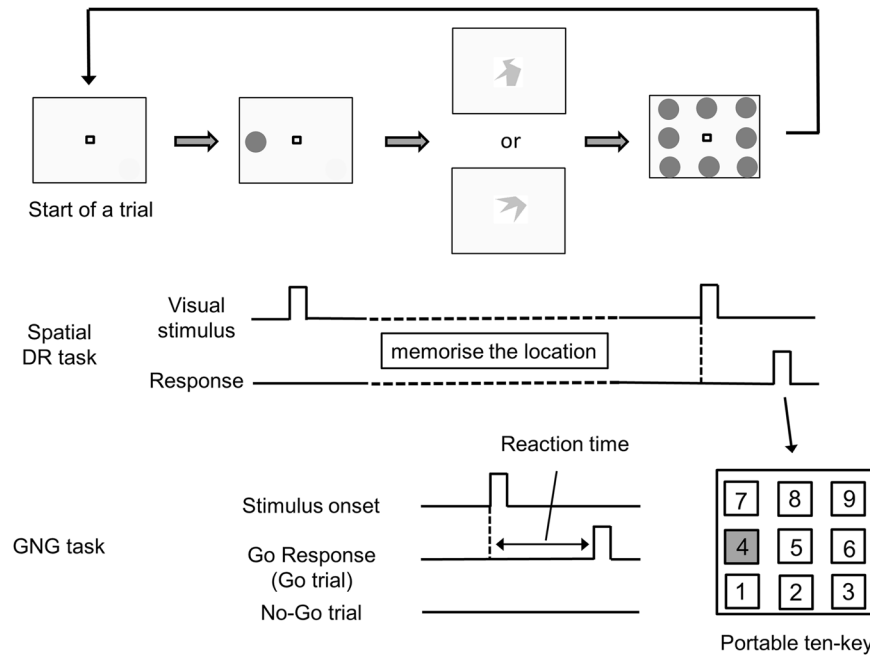 or
Start of a trial
Visual
stimulus
Spatial
DR task
memorise the location
Response
Reaction time
Stimulus onset
GNG task
Go Response
(Go trial)
No-Go trial
7 8 9
4 5 6
1 2 3
Portable ten-key